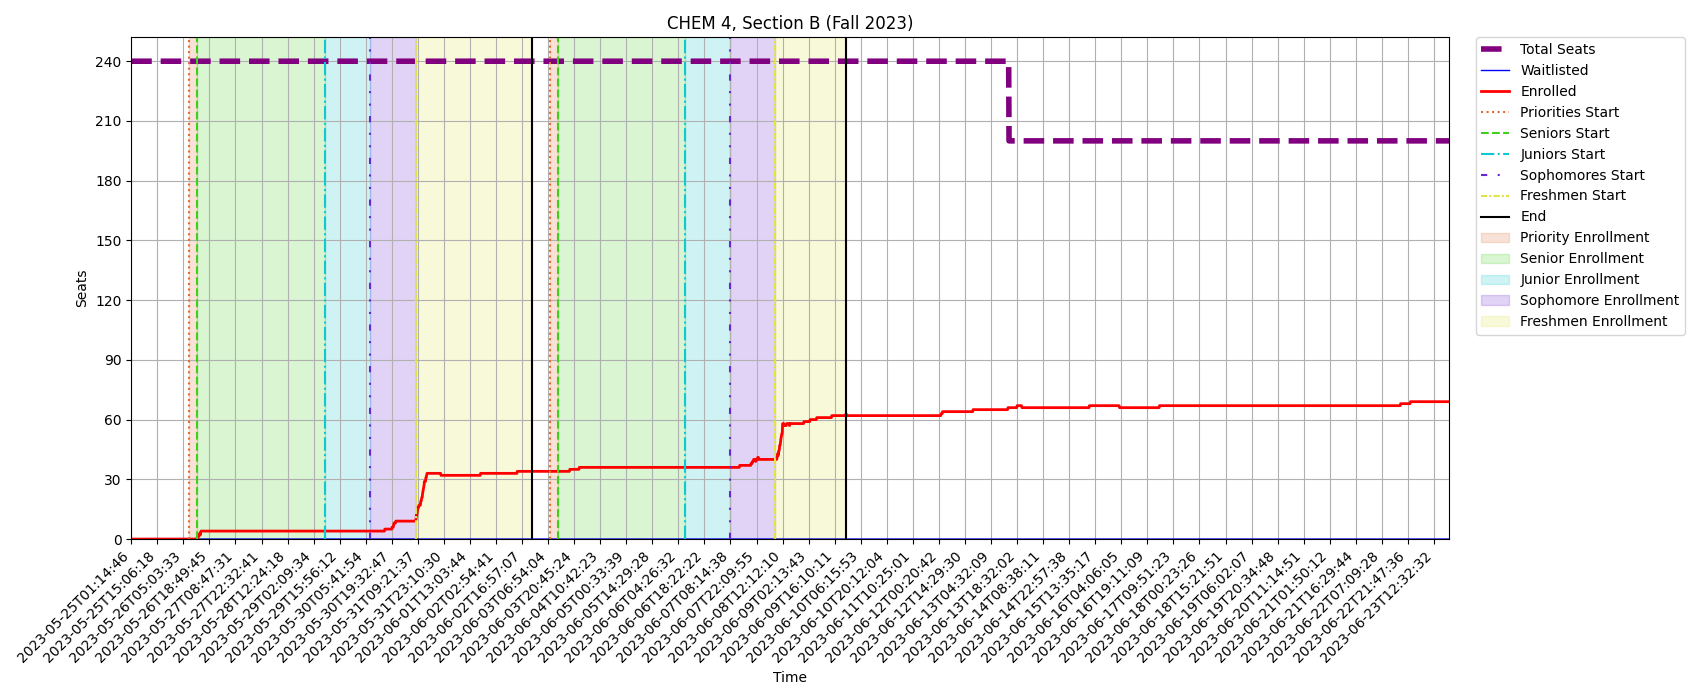 CHEM 4, Section B (Fall 2023)
Seats
240
210
180
150
120
90
60
30
0
2023-05-25T01:14:46
2023-05-25T15:06:18
2023-05-26T05:03:33
2023-05-26T18:49:45
2023-05-27T08:47:31
2023-05-27T22:32:41
2023-05-28T12:24:18
2023-05-29T02:09:34
2023-05-29T15:56:12
2023-05-30T05:41:54
2023-05-30T19:32:47
2023-05-31T09:21:37
2023-05-31T23:10:30
2023-06-01T13:03:44
2023-06-02T02:54:41
2023-06-02T16:57:07
2023-06-03T06:54:04
2023-06-03T20:45:24
2023-06-04T10:42:23
2023-06-05T00:33:39
2023-06-05T14:29:28
2023-06-06T04:26:32
2023-06-06T18:22:22
2023-06-07T08:14:38
2023-06-07T22:09:55
2023-06-08T12:12:10
2023-06-09T02:13:43
2023-06-09T16:10:11
2023-06-10T06:15:53
2023-06-10T20:12:04
2023-06-11T10:25:01
2023-06-12T00:20:42
2023-06-12T14:29:30
2023-06-13T04:32:09
2023-06-13T18:32:02
2023-06-14T08:38:11
2023-06-14T22:57:38
2023-06-15T13:35:17
2023-06-16T04:06:05
2023-06-16T19:11:09
2023-06-17T09:51:23
2023-06-18T00:23:26
2023-06-18T15:21:51
2023-06-19T06:02:07
2023-06-19T20:34:48
2023-06-20T11:14:51
2023-06-21T01:50:12
2023-06-21T16:29:44
2023-06-22T07:09:28
2023-06-22T21:47:36
2023-06-23T12:32:32
Time
Total Seats
Waitlisted
Enrolled
Priorities Start
Seniors Start
Juniors Start
Sophomores Start
Freshmen Start
End
Priority Enrollment
Senior Enrollment
Junior Enrollment
Sophomore Enrollment
Freshmen Enrollment